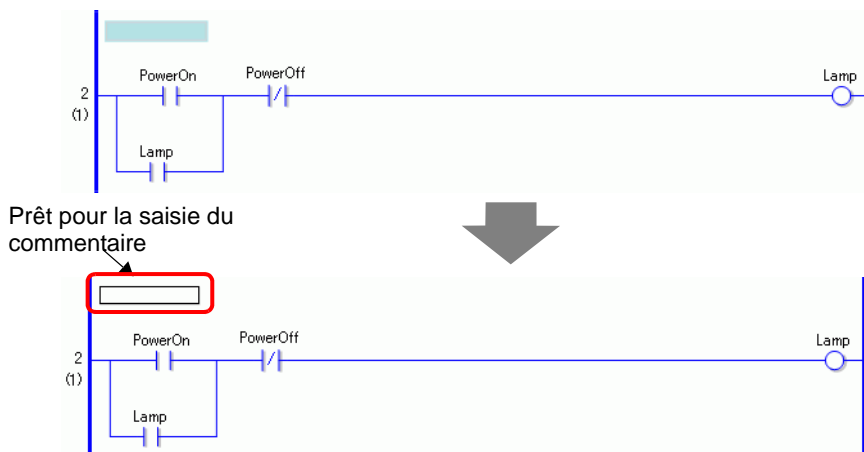 PowerOn PowerOff Lamp
2
(1)
Lamp
Prêt pour la saisie du
commentaire
PowerOn PowerOff Lamp
2
(1)
Lamp